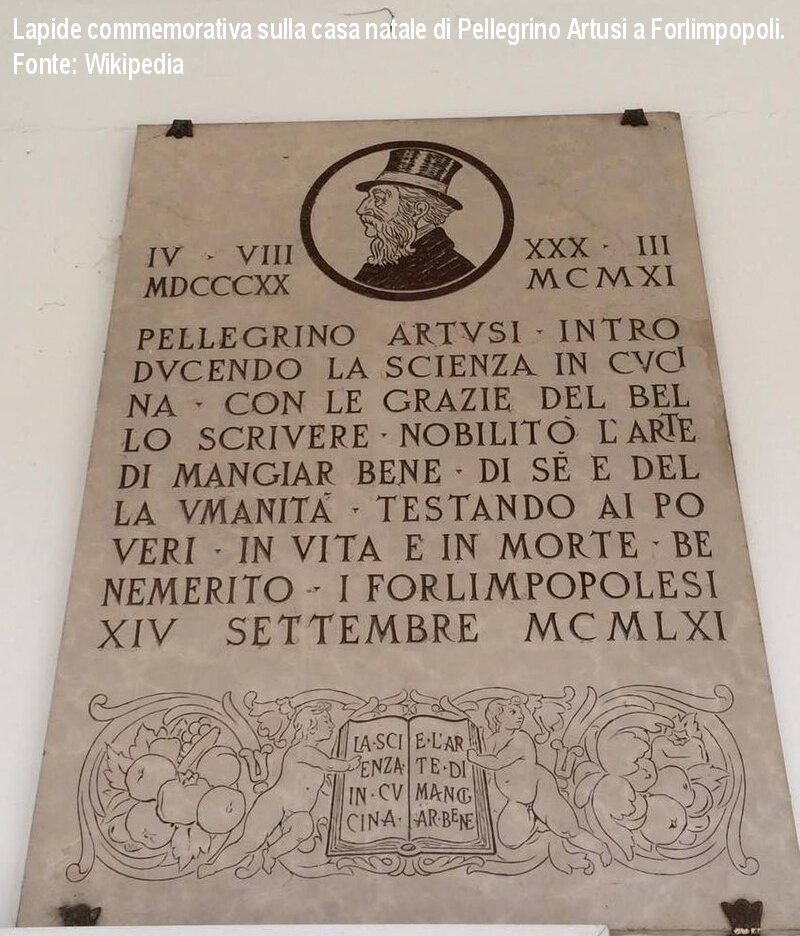 Lapide commemorativa sulla casa natale di Pellegrino Artusi a Forlimpopoli.
Fonte: Wikipedia
IV · VIII
MDCCCXX
XXX · III
MCMXI
PELLEGRINO ARTVSI · INTRO
DVCENDO LA SCIENZA IN CVCI
NA · CON LE GRAZIE DEL BEL
LO SCRIVERE · NOBILITÒ L'ARTE
DI MANGIAR BENE · DI SÉ E DEL
LA VMANITÀ · TESTANDO AI PO
VERI · IN VITA E IN MORTE · BE
NEMERITO · I FORLIMPOPOLESI
XIV SETTEMBRE MCMLXI
LA·SCI
ENZA·
IN·CV
CINA·
E·L'AR
TE·DI
MANG
AR·BENE